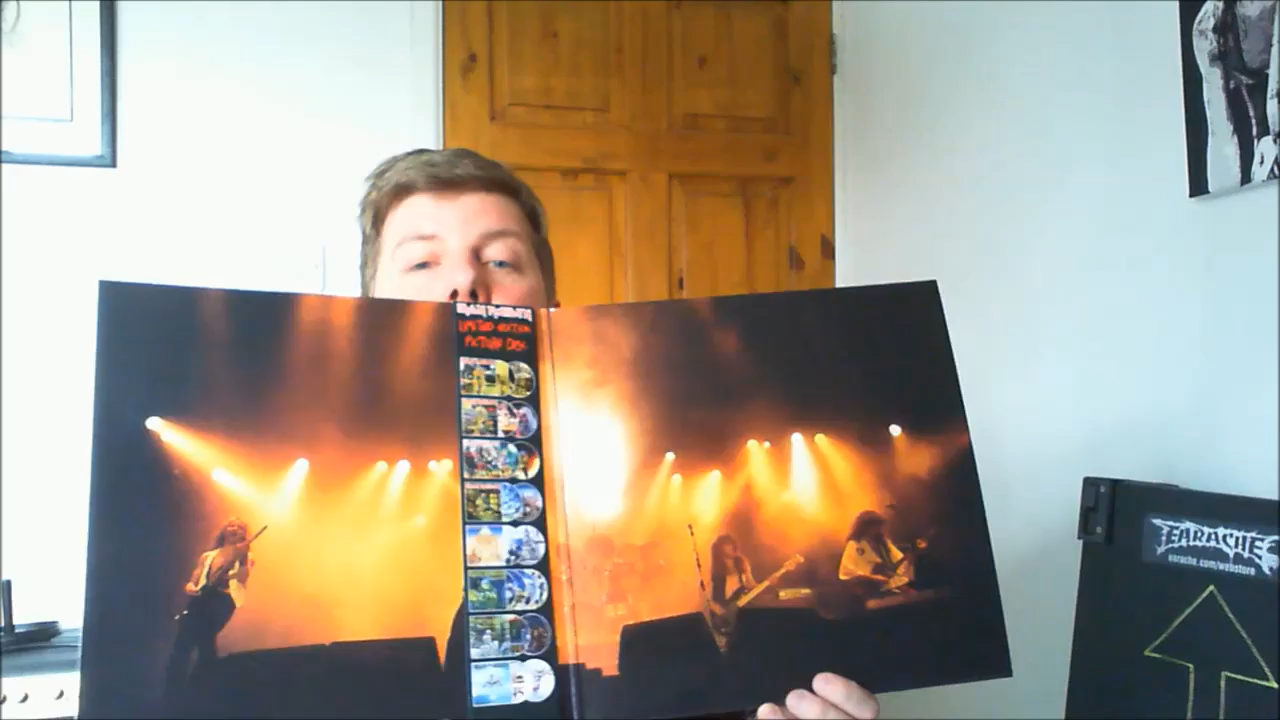 IRON MAIDEN
LIMITED EDITION
PICTURE DISC
EARACHE
earache.com/webstore